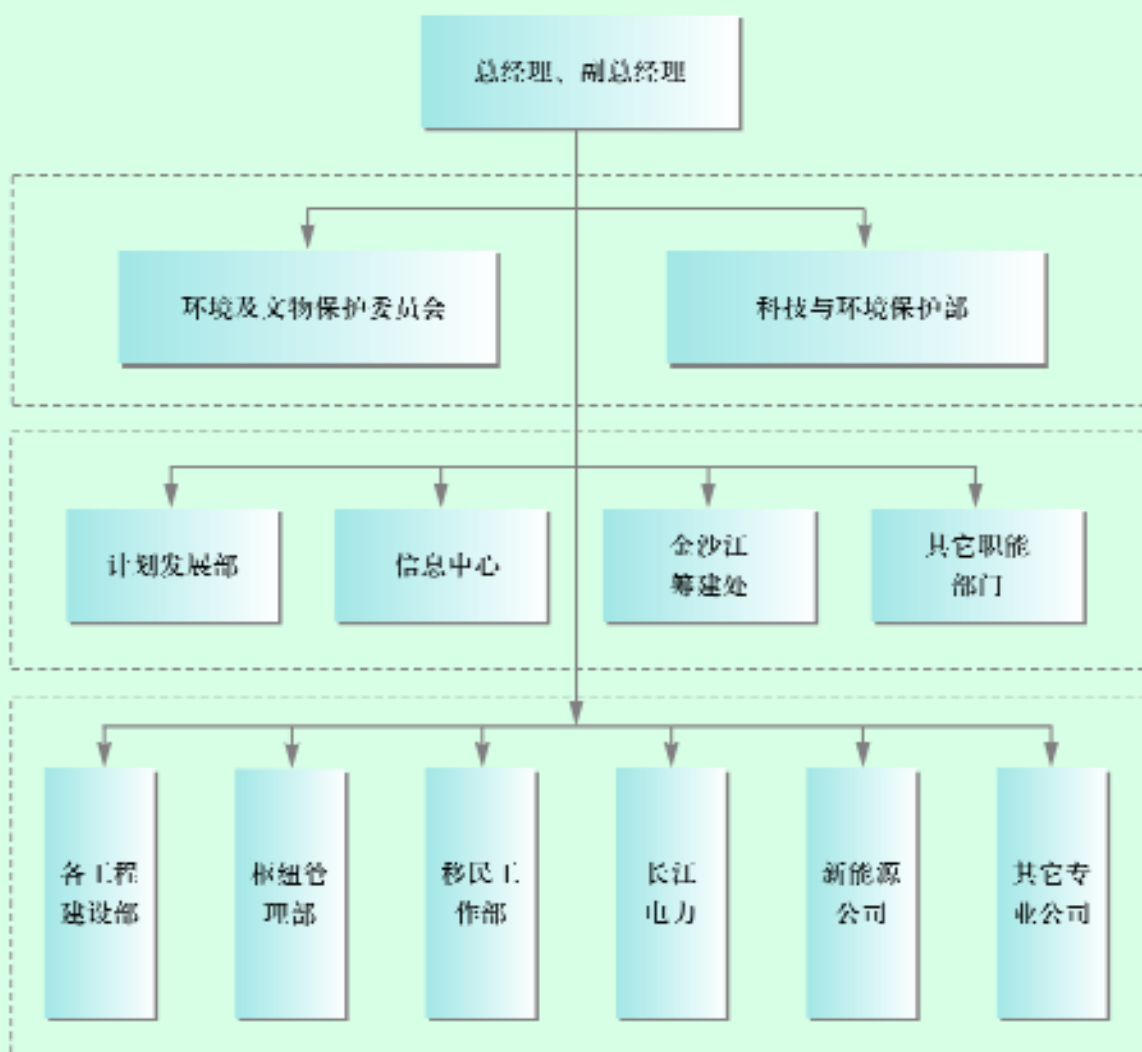 总经理、副总经理
环境及文物保护委员会
科技与环境保护部
计划发展部
信息中心
金沙江
筹建处
其它职能
部门
各工程
建设部
枢纽管
理部
移民工
作部
长江
电力
新能源
公司
其它专
业公司